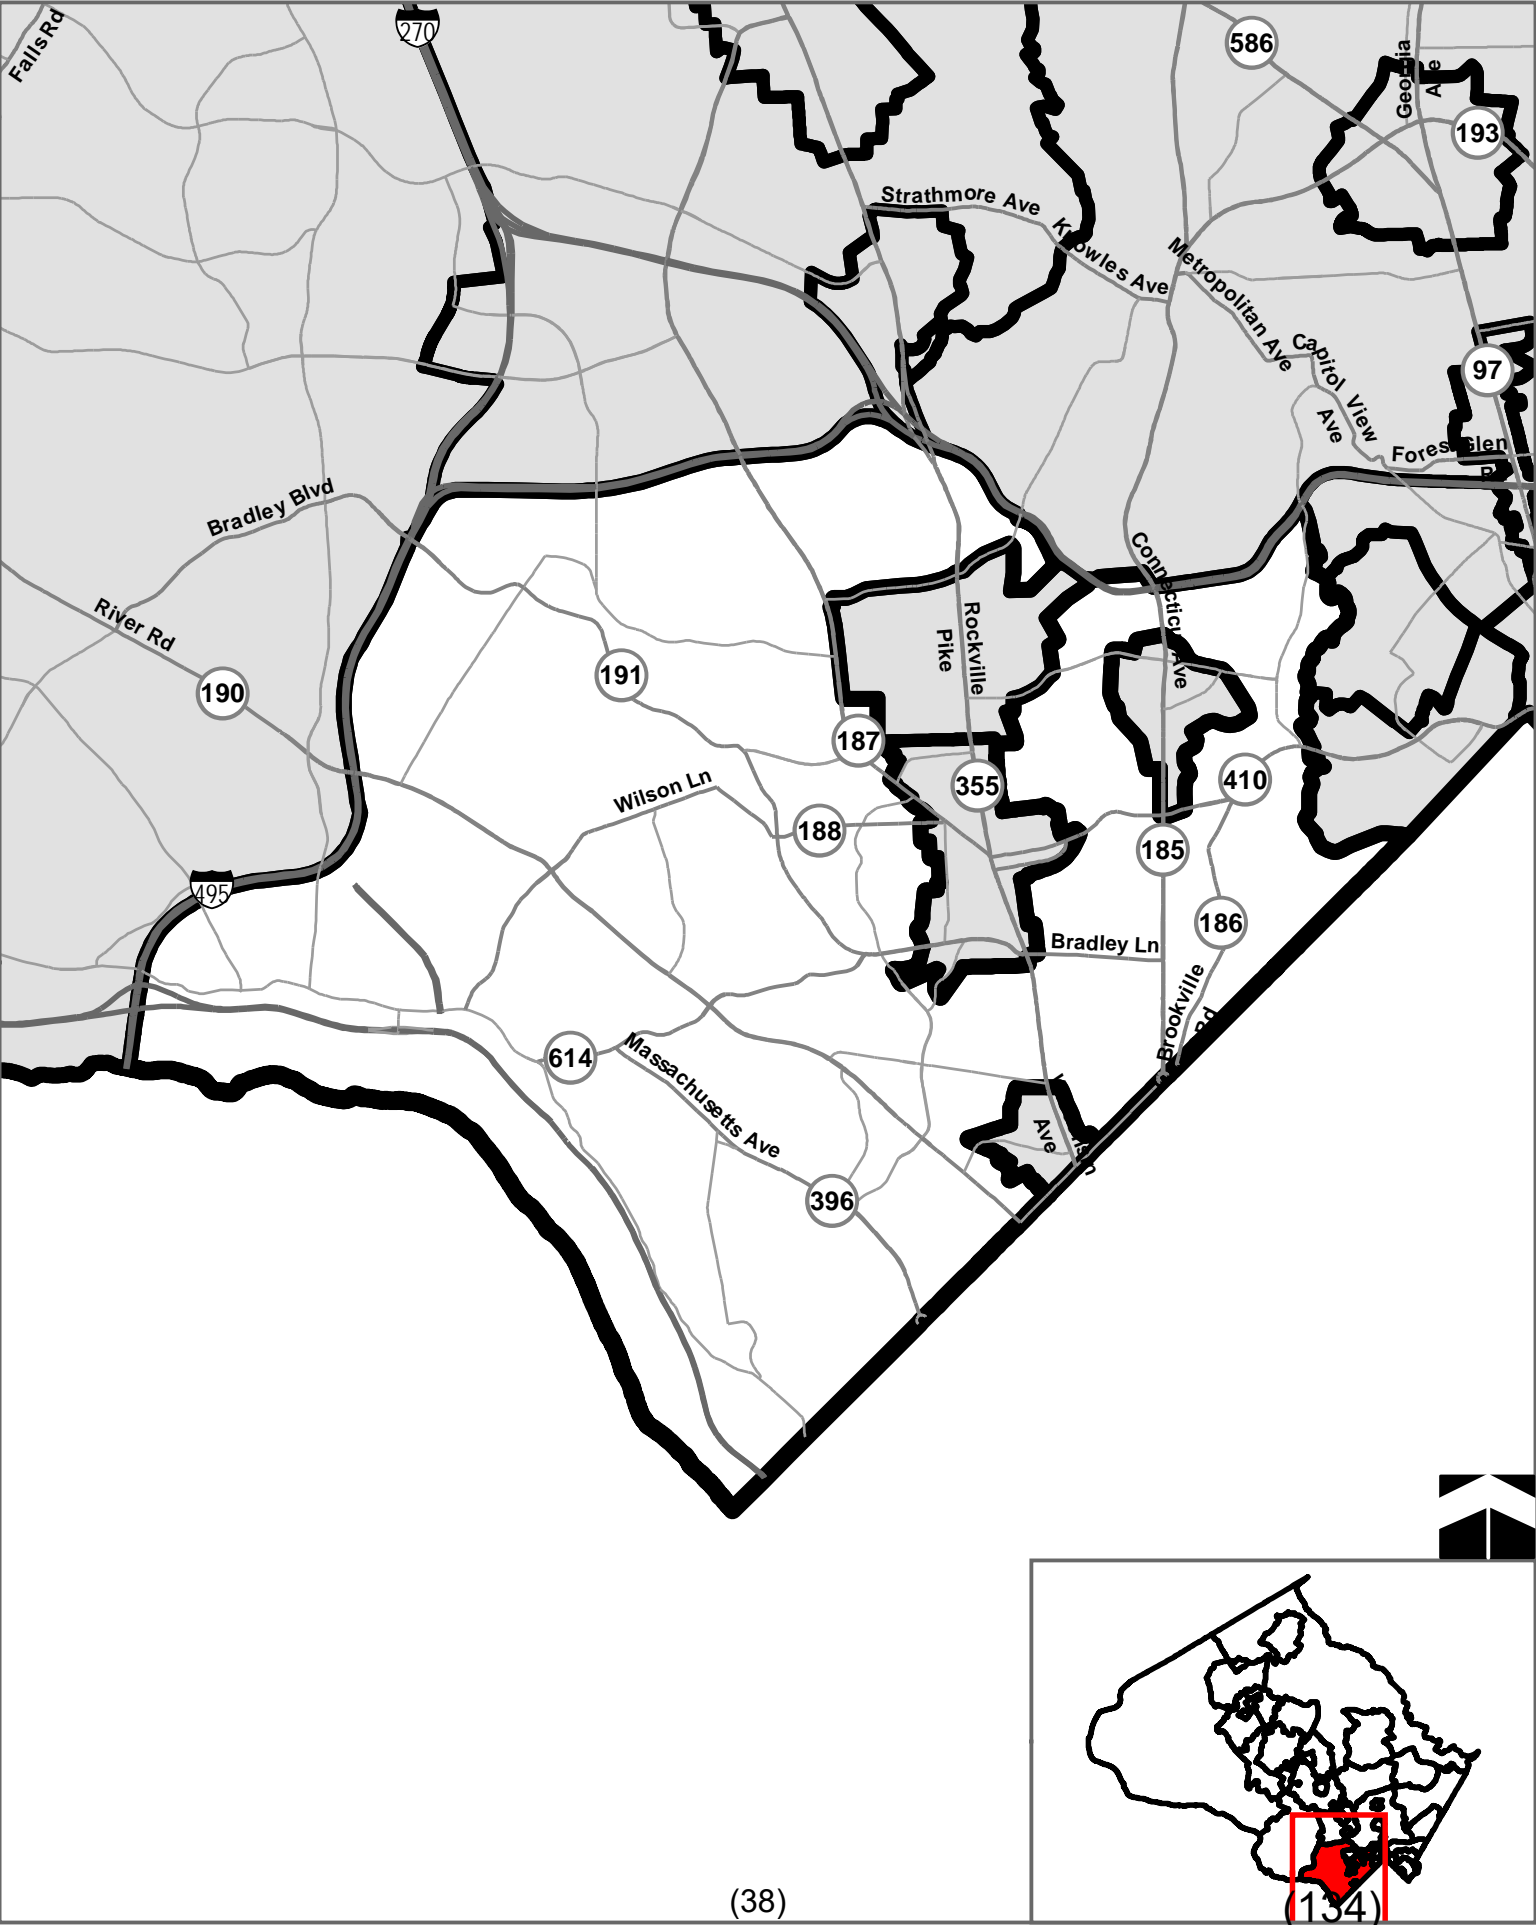 270
Falls Rd
586
Georgia
Ave
193
Strathmore Ave
Knowles Ave
Metropolitan Ave
Capitol View
Ave
97
Forest Glen
Bradley Blvd
River Rd
190
191
Rockville
Pike
Connecticut Ave
187
355
410
Wilson Ln
188
185
495
186
Bradley Ln
Brookville
Rd
614
Massachusetts Ave
Ave
396
(38)
(134)